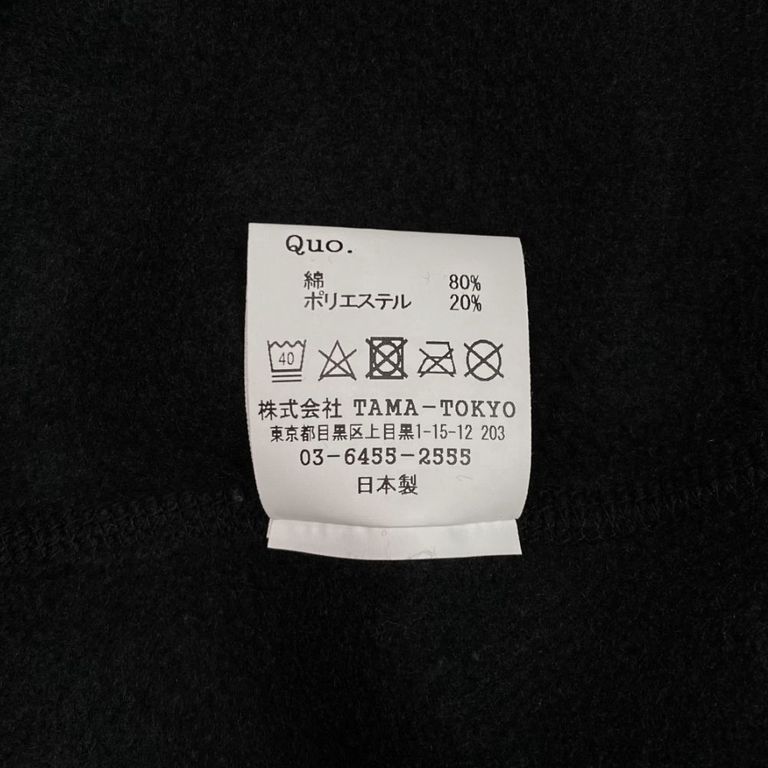 Quo.
綿 80%
ポリエステル 20%
40
株式会社 TAMA-TOKYO
東京都目黒区上目黒1-15-12 203
03-6455-2555
日本製